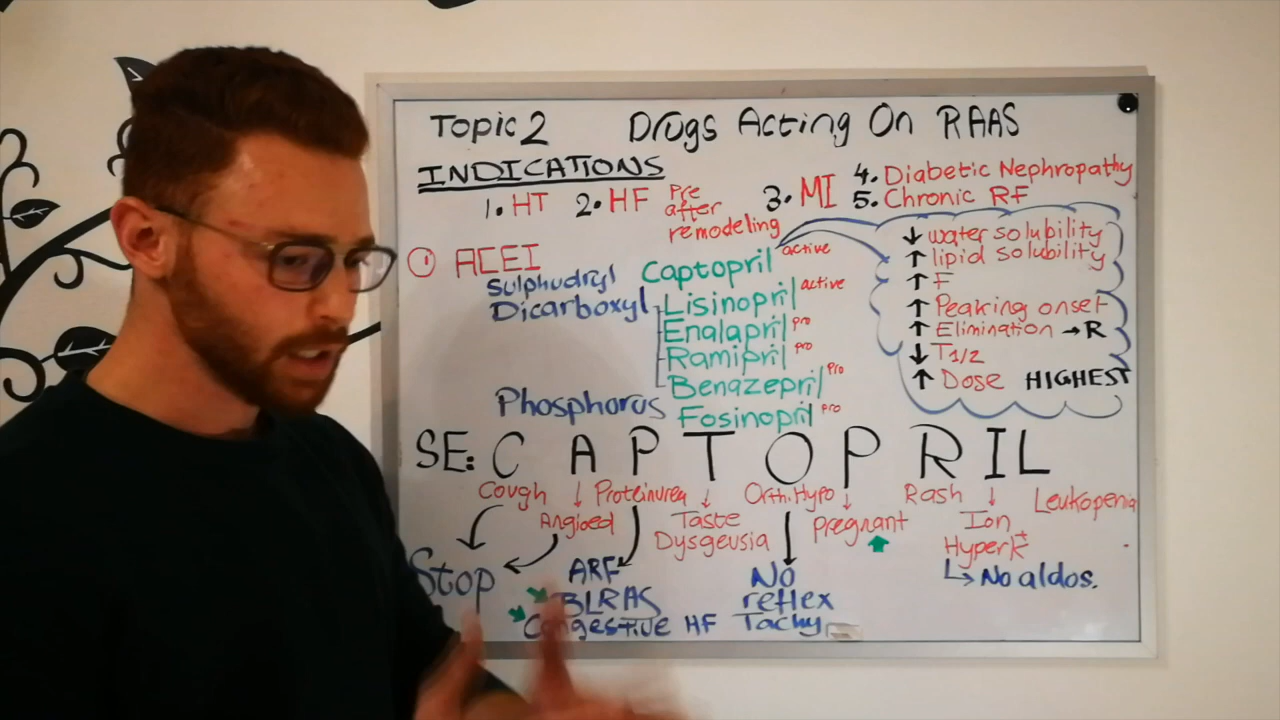 Topic 2 Drugs Acting On RAAS
INDICATIONS
1. HT 2. HF Pre after remodeling 3. MI 4. Diabetic Nephropathy
5. Chronic RF
① ACEI
Sulphudryl Captopril active
Dicarboxyl Lisinopril active
Enalapril pro
Ramipril pro
Benazepril pro
Phosphorus Fosinopril pro
↓ water solubility
↑ lipid solubility
↑ F
↑ Peaking onset
↑ Elimination → R
↓ T1/2
↑ Dose HIGHEST
SE: C A P T O P R I L
Cough Angioed Proteinurea Taste Dysgeusia Orth.Hypo Pregnant Rash Ion HyperK+ Leukopenia
Stop
ARF
BLRAS
Congestive HF
No
reflex
Tachy
↳ No aldos.